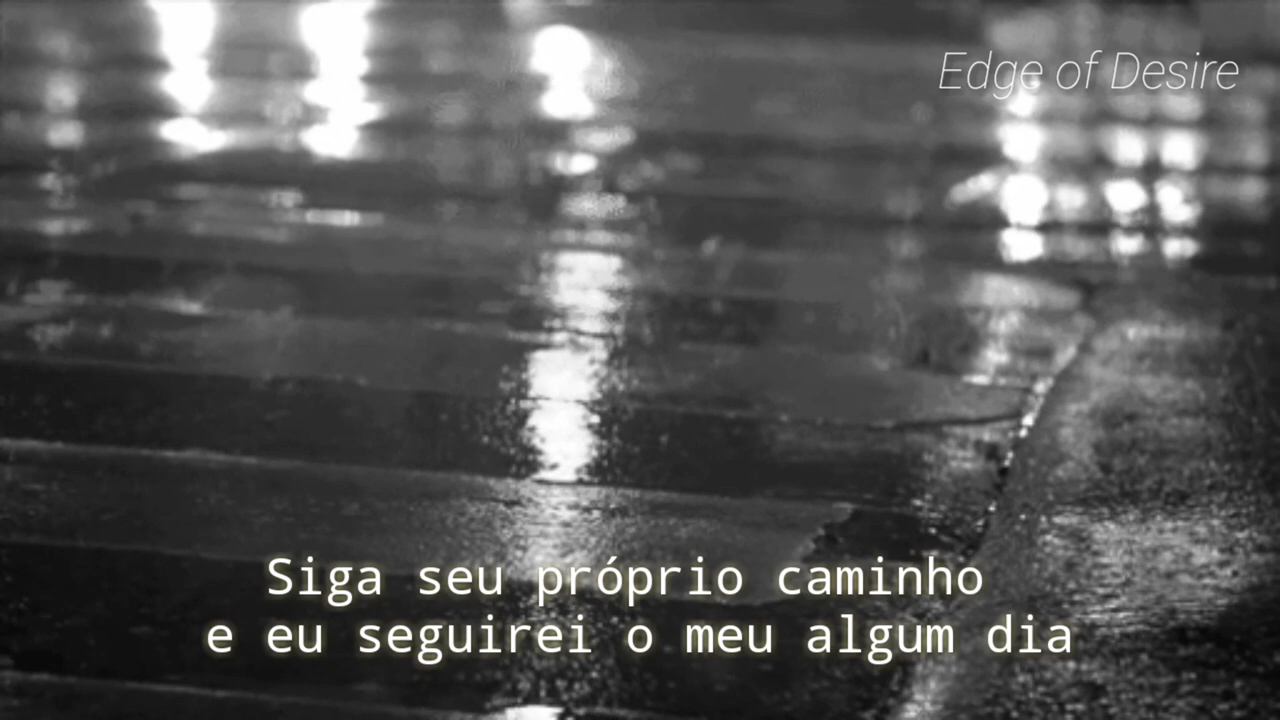 Edge of Desire
Siga seu próprio caminho
e eu seguirei o meu algum dia